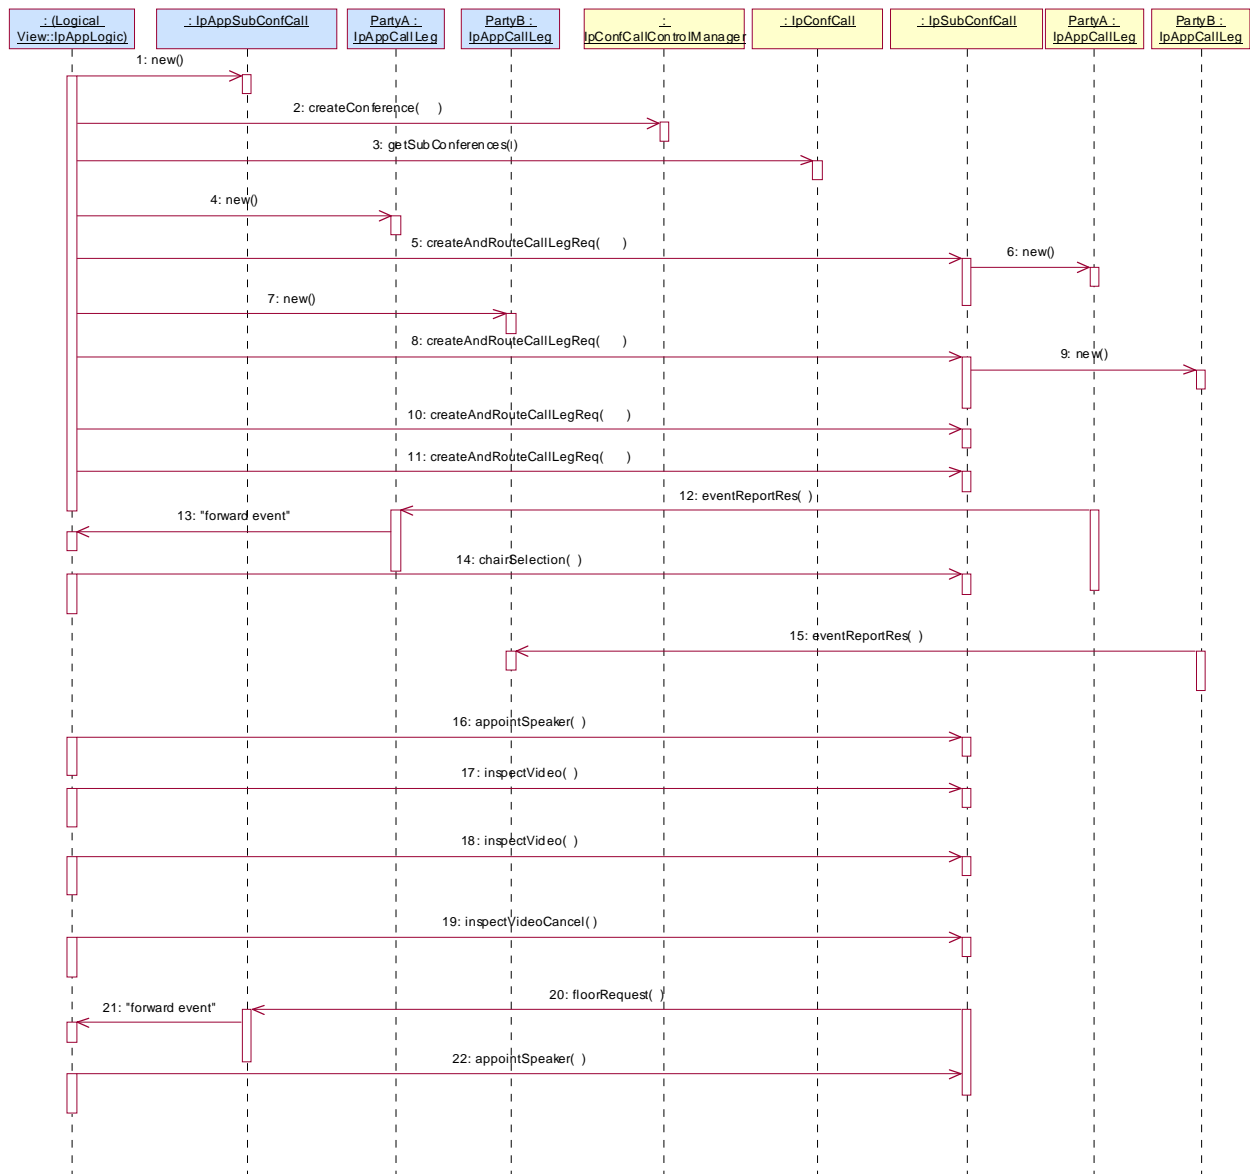 : (Logical
View::IpAppLogic)
: IpAppSubConfCall
PartyA :
IpAppCallLeg
PartyB :
IpAppCallLeg
:
IpConfCallControlManager
: IpConfCall
: IpSubConfCall
PartyA :
IpAppCallLeg
PartyB :
IpAppCallLeg
1: new()
2: createConference( )
3: getSubConferences()
4: new()
5: createAndRouteCallLegReq( )
6: new()
7: new()
8: createAndRouteCallLegReq( )
9: new()
10: createAndRouteCallLegReq( )
11: createAndRouteCallLegReq( )
12: eventReportRes( )
13: "forward event"
14: chairSelection( )
15: eventReportRes( )
16: appointSpeaker( )
17: inspectVideo( )
18: inspectVideo( )
19: inspectVideoCancel( )
20: floorRequest( )
21: "forward event"
22: appointSpeaker( )